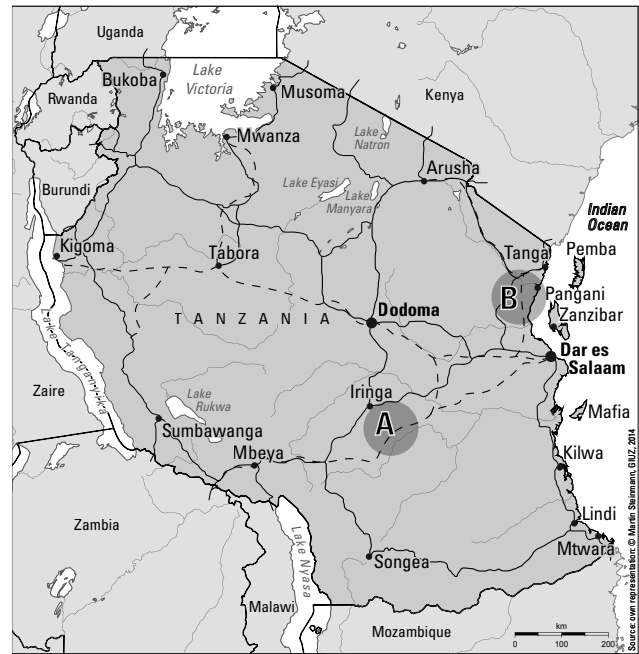 Uganda
Bukoba
Lake
Victoria
Musoma
Rwanda
Kenya
Mwanza
Lake
Natron
Arusha
Burundi
Lake Eyasi
Lake
Manyara
Indian
Ocean
Kigoma
Tabora
Tanga
Pemba
B
Pangani
TANZANIA
Dodoma
Zanzibar
Dar es
Salaam
Lake Tanganyika
Zaire
Lake
Rukwa
Iringa
A
Mafia
Sumbawanga
Mbeya
Kilwa
Zambia
Lake Nyasa
Lindi
Songea
Mtwara
Malawi
Mozambique
km
0 100 200
Source: own representation: © Martin Steinmann, GIUZ, 2014